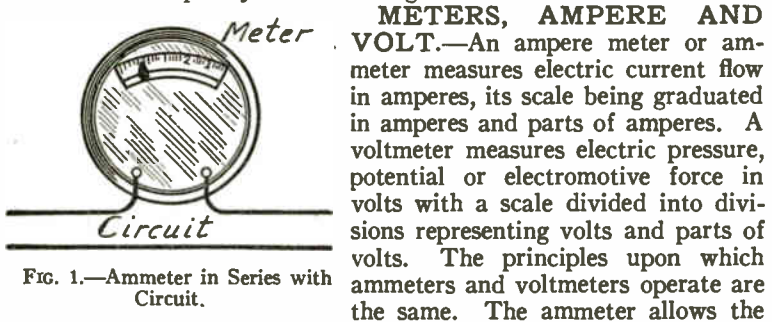 METERS, AMPERE AND
VOLT.—An ampere meter or am-
meter measures electric current flow
in amperes, its scale being graduated
in amperes and parts of amperes. A
voltmeter measures electric pressure,
potential or electromotive force in
volts with a scale divided into divi-
sions representing volts and parts of
volts. The principles upon which
ammeters and voltmeters operate are
the same. The ammeter allows the
Meter
Circuit
FIG. 1.—Ammeter in Series with
Circuit.